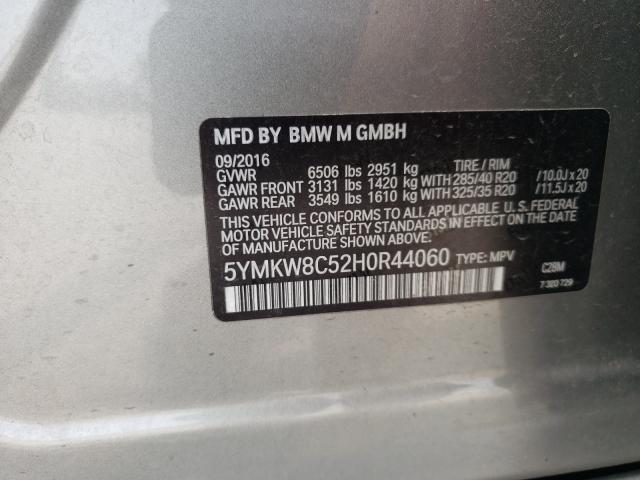 MFD BY BMW M GMBH
09/2016
GVWR 6506 lbs 2951 kg TIRE / RIM
GAWR FRONT 3131 lbs 1420 kg WITH 285/40 R20 /10.0J x 20
GAWR REAR 3549 lbs 1610 kg WITH 325/35 R20 /11.5J x 20
THIS VEHICLE CONFORMS TO ALL APPLICABLE U.S. FEDERAL
MOTOR VEHICLE SAFETY STANDARDS IN EFFECT ON THE DATE
OF MANUFACTURE SHOWN ABOVE.
5YMKW8C52H0R44060 TYPE: MPV C28M
7 320 729